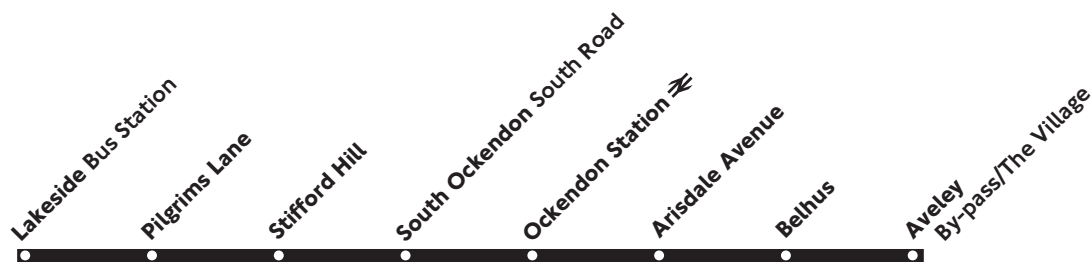 Lakeside Bus Station
Pilgrims Lane
Stifford Hill
South Ockendon South Road
Ockendon Station
Arisdale Avenue
Belhus
Aveley
By-pass/The Village